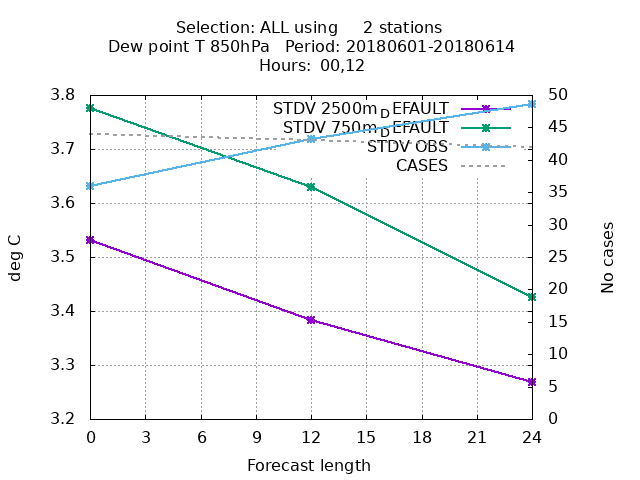 Selection: ALL using     2 stations
Dew point T 850hPa   Period: 20180601-20180614
Hours: 00,12
3.8
3.7
3.6
3.5
3.4
3.3
3.2
deg C
STDV 2500m_DEFAULT
STDV 750m_DEFAULT
STDV OBS
CASES
50
45
40
35
30
25
20
15
10
5
0
No cases
0 3 6 9 12 15 18 21 24
Forecast length